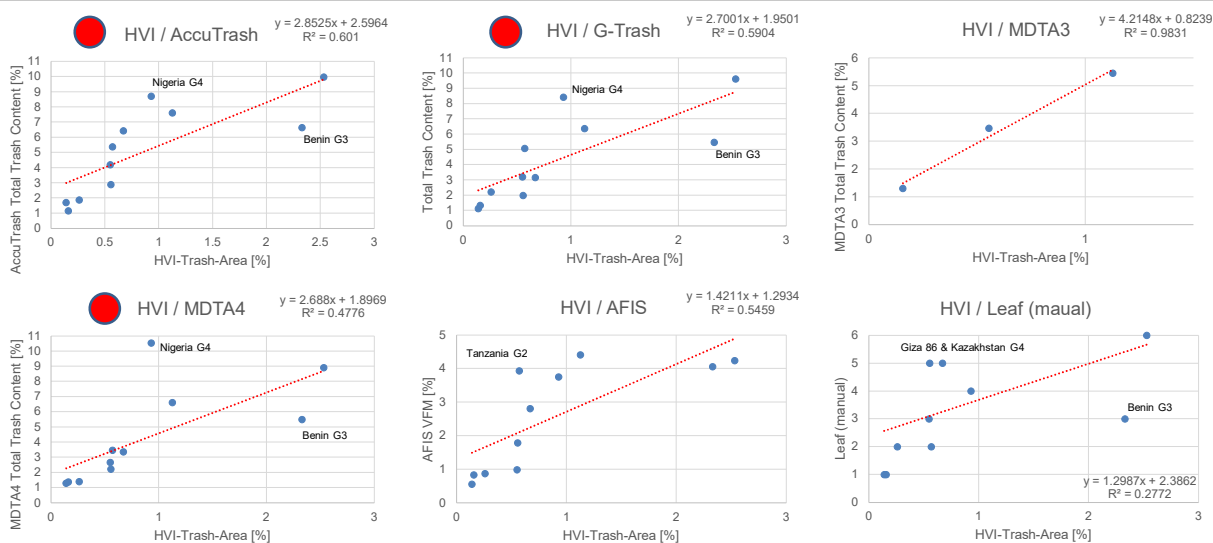 HVI / AccuTrash
y = 2.8525x + 2.5964
R² = 0.601
AccuTrash Total Trash Content [%]
11
10
9
8
7
6
5
4
3
2
1
0
Nigeria G4
Benin G3
0 0.5 1 1.5 2 2.5 3
HVI-Trash-Area [%]
HVI / G-Trash
y = 2.7001x + 1.9501
R² = 0.5904
Total Trash Content [%]
11
10
9
8
7
6
5
4
3
2
1
0
Nigeria G4
Benin G3
0 1 2 3
HVI-Trash-Area [%]
HVI / MDTA3
y = 4.2148x + 0.8239
R² = 0.9831
MDTA3 Total Trash Content [%]
6
5
4
3
2
1
0
0 1
HVI-Trash-Area [%]
HVI / MDTA4
y = 2.688x + 1.8969
R² = 0.4776
MDTA4 Total Trash Content [%]
11
10
9
8
7
6
5
4
3
2
1
0
Nigeria G4
Benin G3
0 1 2 3
HVI-Trash-Area [%]
HVI / AFIS
y = 1.4211x + 1.2934
R² = 0.5459
AFIS VFM [%]
5
4
3
2
1
0
Tanzania G2
0 1 2 3
HVI-Trash-Area [%]
HVI / Leaf (maual)
Leaf (manual)
6
5
4
3
2
1
0
Giza 86 & Kazakhstan G4
Benin G3
y = 1.2987x + 2.3862
R² = 0.2772
0 1 2 3
HVI-Trash-Area [%]